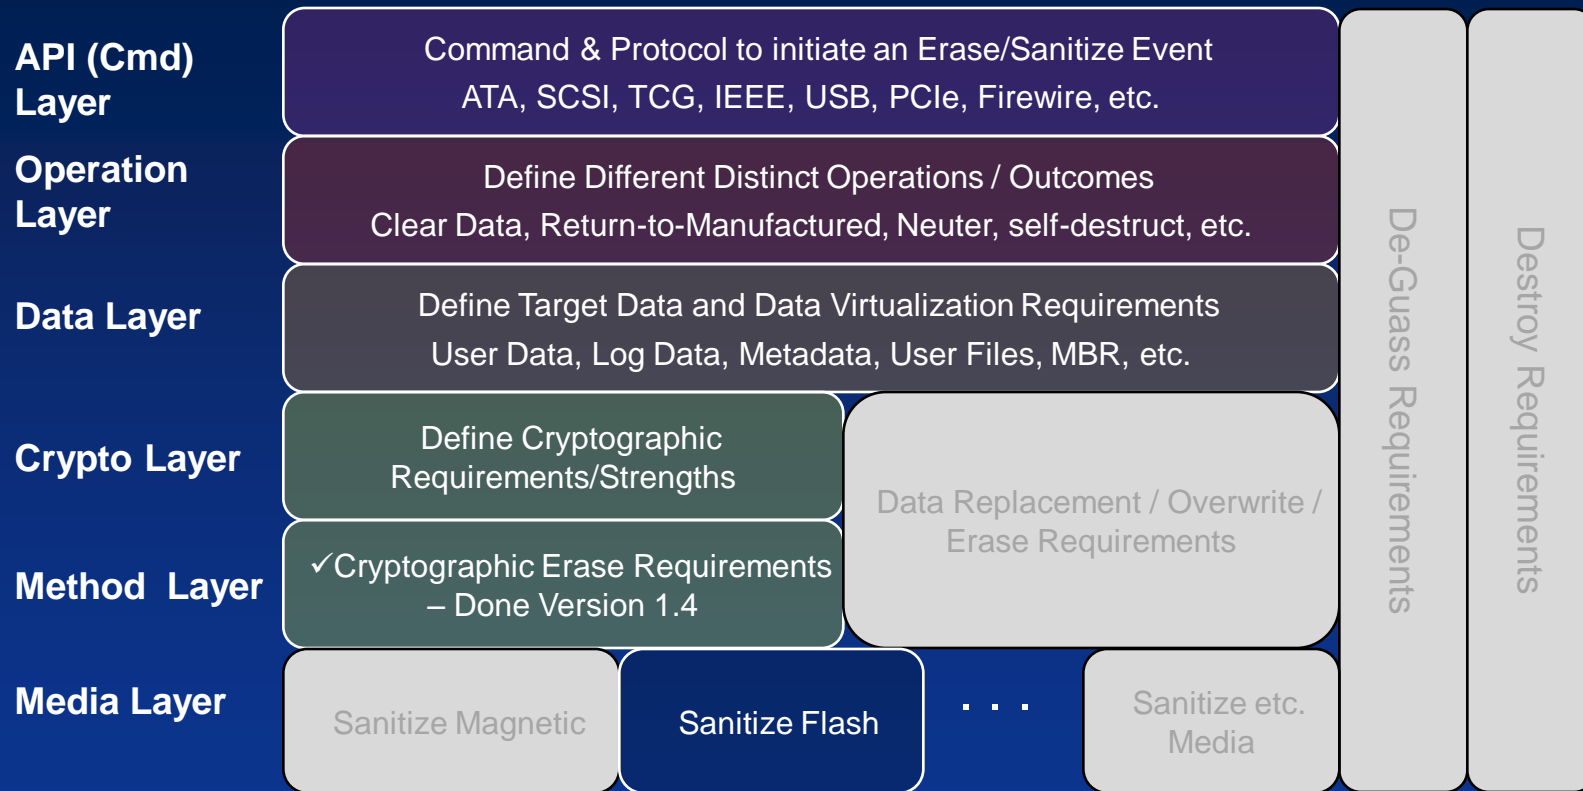 API (Cmd)
Layer
Command & Protocol to initiate an Erase/Sanitize Event
ATA, SCSI, TCG, IEEE, USB, PCIe, Firewire, etc.
Operation
Layer
Define Different Distinct Operations / Outcomes
Clear Data, Return-to-Manufactured, Neuter, self-destruct, etc.
Data Layer
Define Target Data and Data Virtualization Requirements
User Data, Log Data, Metadata, User Files, MBR, etc.
Crypto Layer
Define Cryptographic
Requirements/Strengths
Data Replacement / Overwrite /
Erase Requirements
Method Layer
✓Cryptographic Erase Requirements
– Done Version 1.4
Media Layer
Sanitize Magnetic
Sanitize Flash
. . .
Sanitize etc.
Media
De-Guass Requirements
Destroy Requirements